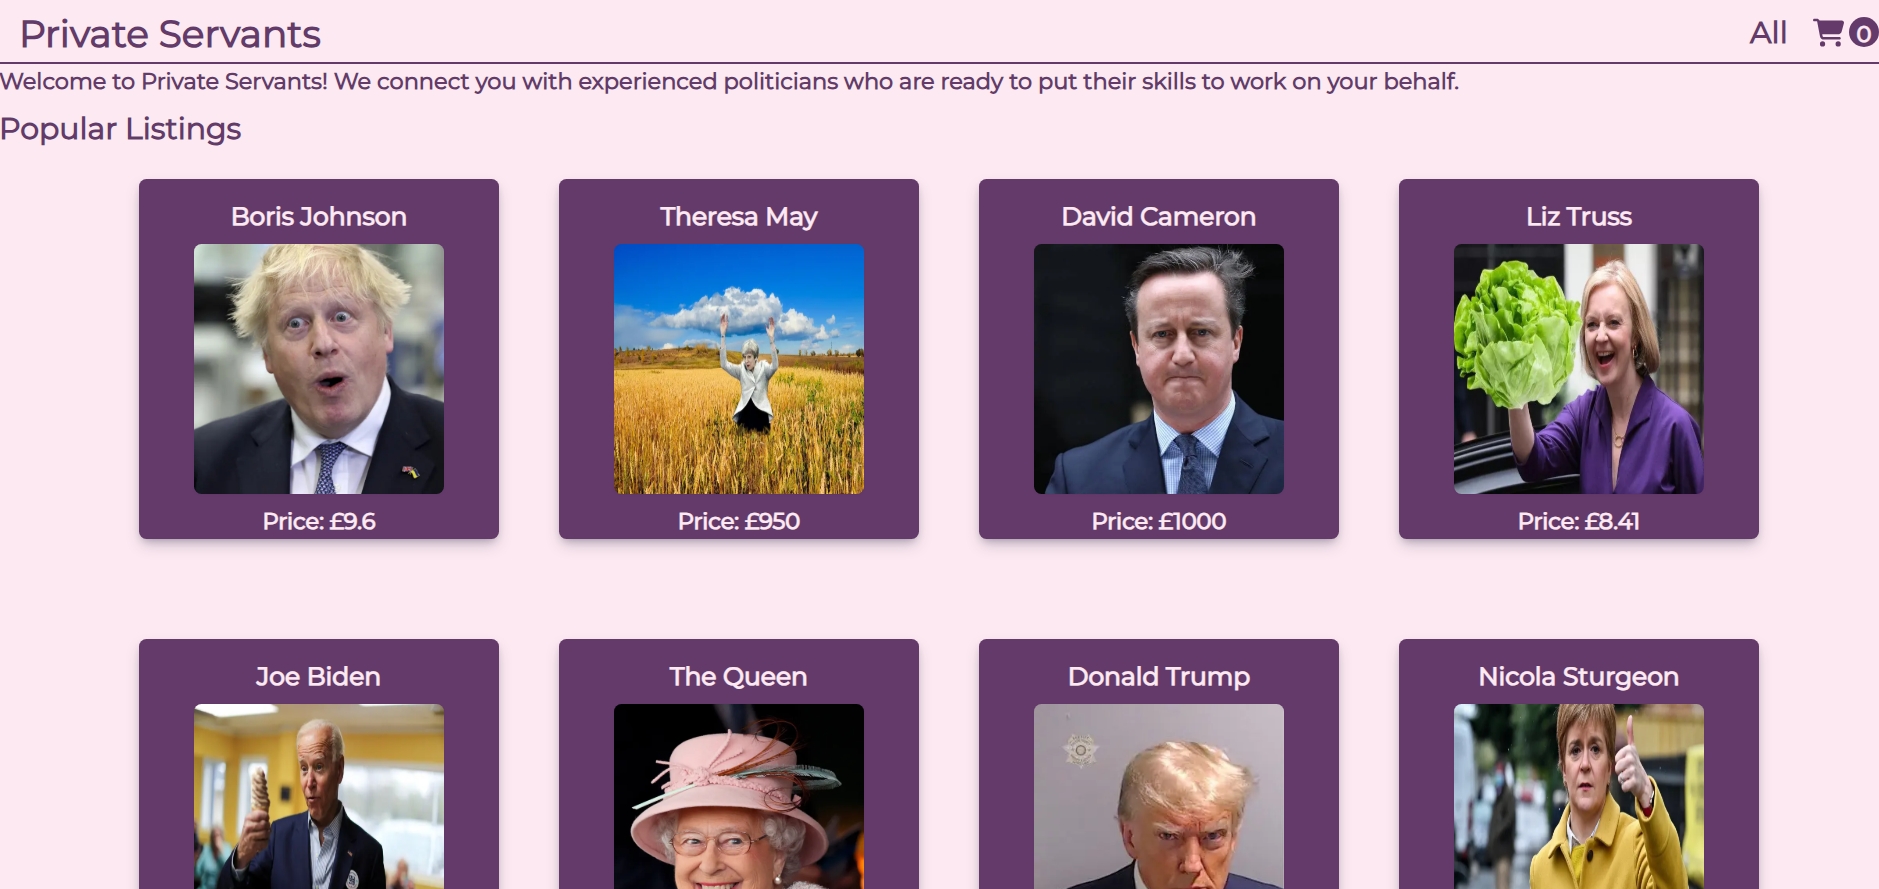 Private Servants
All 0
Welcome to Private Servants! We connect you with experienced politicians who are ready to put their skills to work on your behalf.
Popular Listings
Boris Johnson
Theresa May
David Cameron
Liz Truss
Price: £9.6
Price: £950
Price: £1000
Price: £8.41
Joe Biden
The Queen
Donald Trump
Nicola Sturgeon